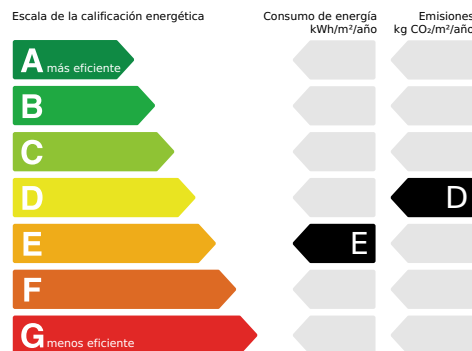 Escala de la calificación energética
Consumo de energía
kWh/m²/año
Emisiones
kg CO₂/m²/año
A más eficiente
B
C
D
D
E
E
F
G menos eficiente